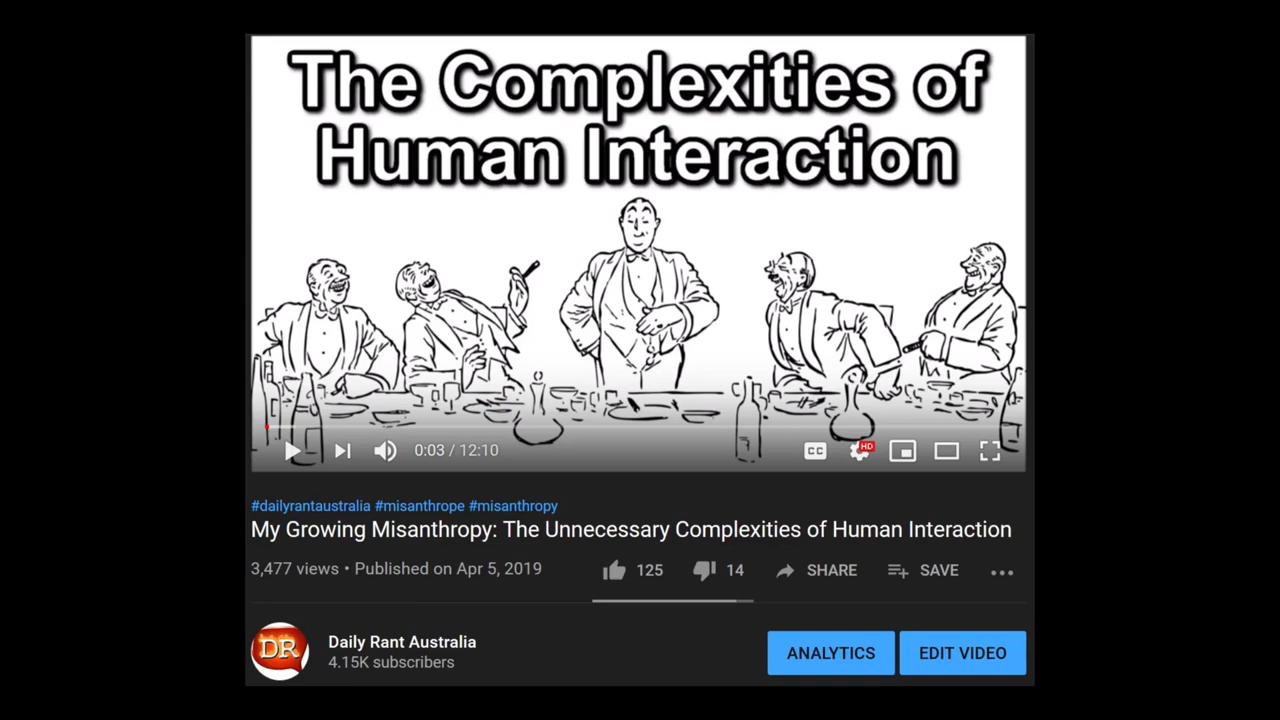 The Complexities of
Human Interaction
0:03 / 12:10
CC
HD
#dailyrantaustralia #misanthrope #misanthropy
My Growing Misanthropy: The Unnecessary Complexities of Human Interaction
3,477 views • Published on Apr 5, 2019
125
14
SHARE
SAVE
DR
Daily Rant Australia
4.15K subscribers
ANALYTICS
EDIT VIDEO